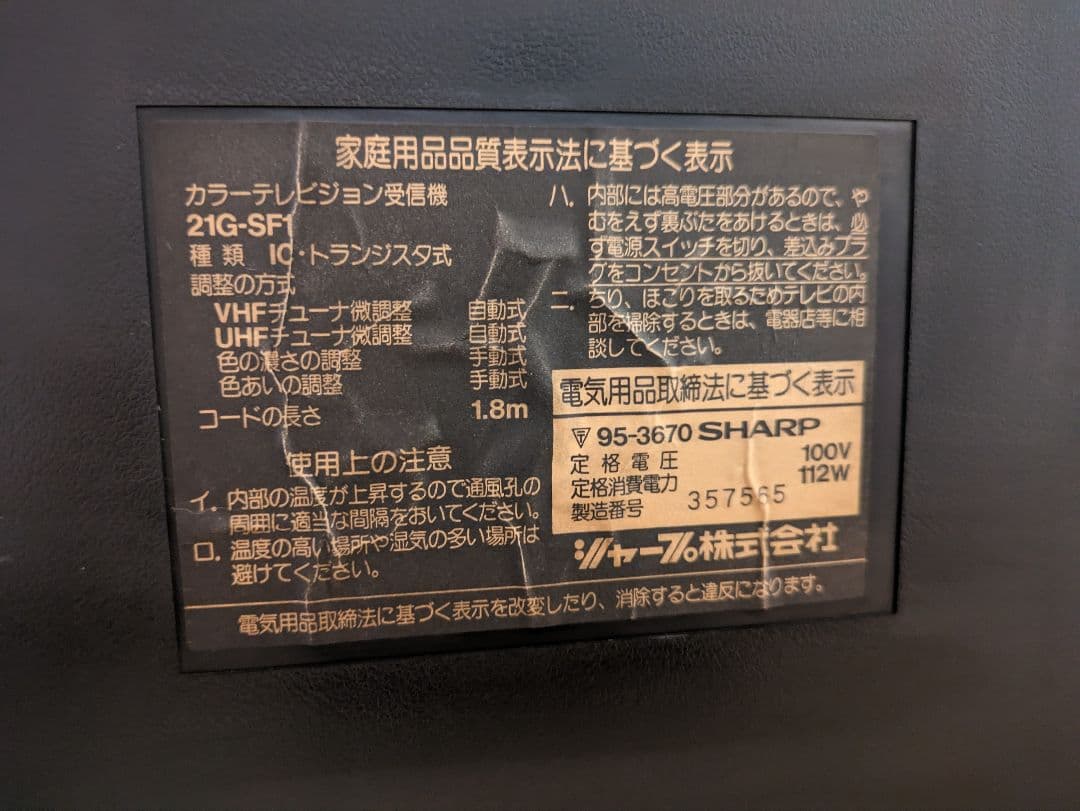 家庭用品品質表示法に基づく表示
カラーテレビジョン受信機
21G-SF1
種類 IC・トランジスタ式
調整の方式
VHFチューナ微調整 自動式
UHFチューナ微調整 自動式
色の濃さの調整 手動式
色あいの調整 手動式
コードの長さ 1.8m
使用上の注意
イ. 内部の温度が上昇するので通風孔の
周囲に適当な間隔をおいてください。
ロ. 温度の高い場所や湿気の多い場所は
避けてください。
ハ. 内部には高電圧部分があるので、や
むをえず裏ぶたをあけるときは、必
ず電源スイッチを切り、差込みプラ
グをコンセントから抜いてください。
ニ. ちり、ほこりを取るためテレビの内
部を掃除するときは、電器店等に相
談してください。
電気用品取締法に基づく表示
〒 95-3670 SHARP
定格電圧 100V
定格消費電力 112W
製造番号 357565
シャープ株式会社
電気用品取締法に基づく表示を改変したり、消除すると違反になります。